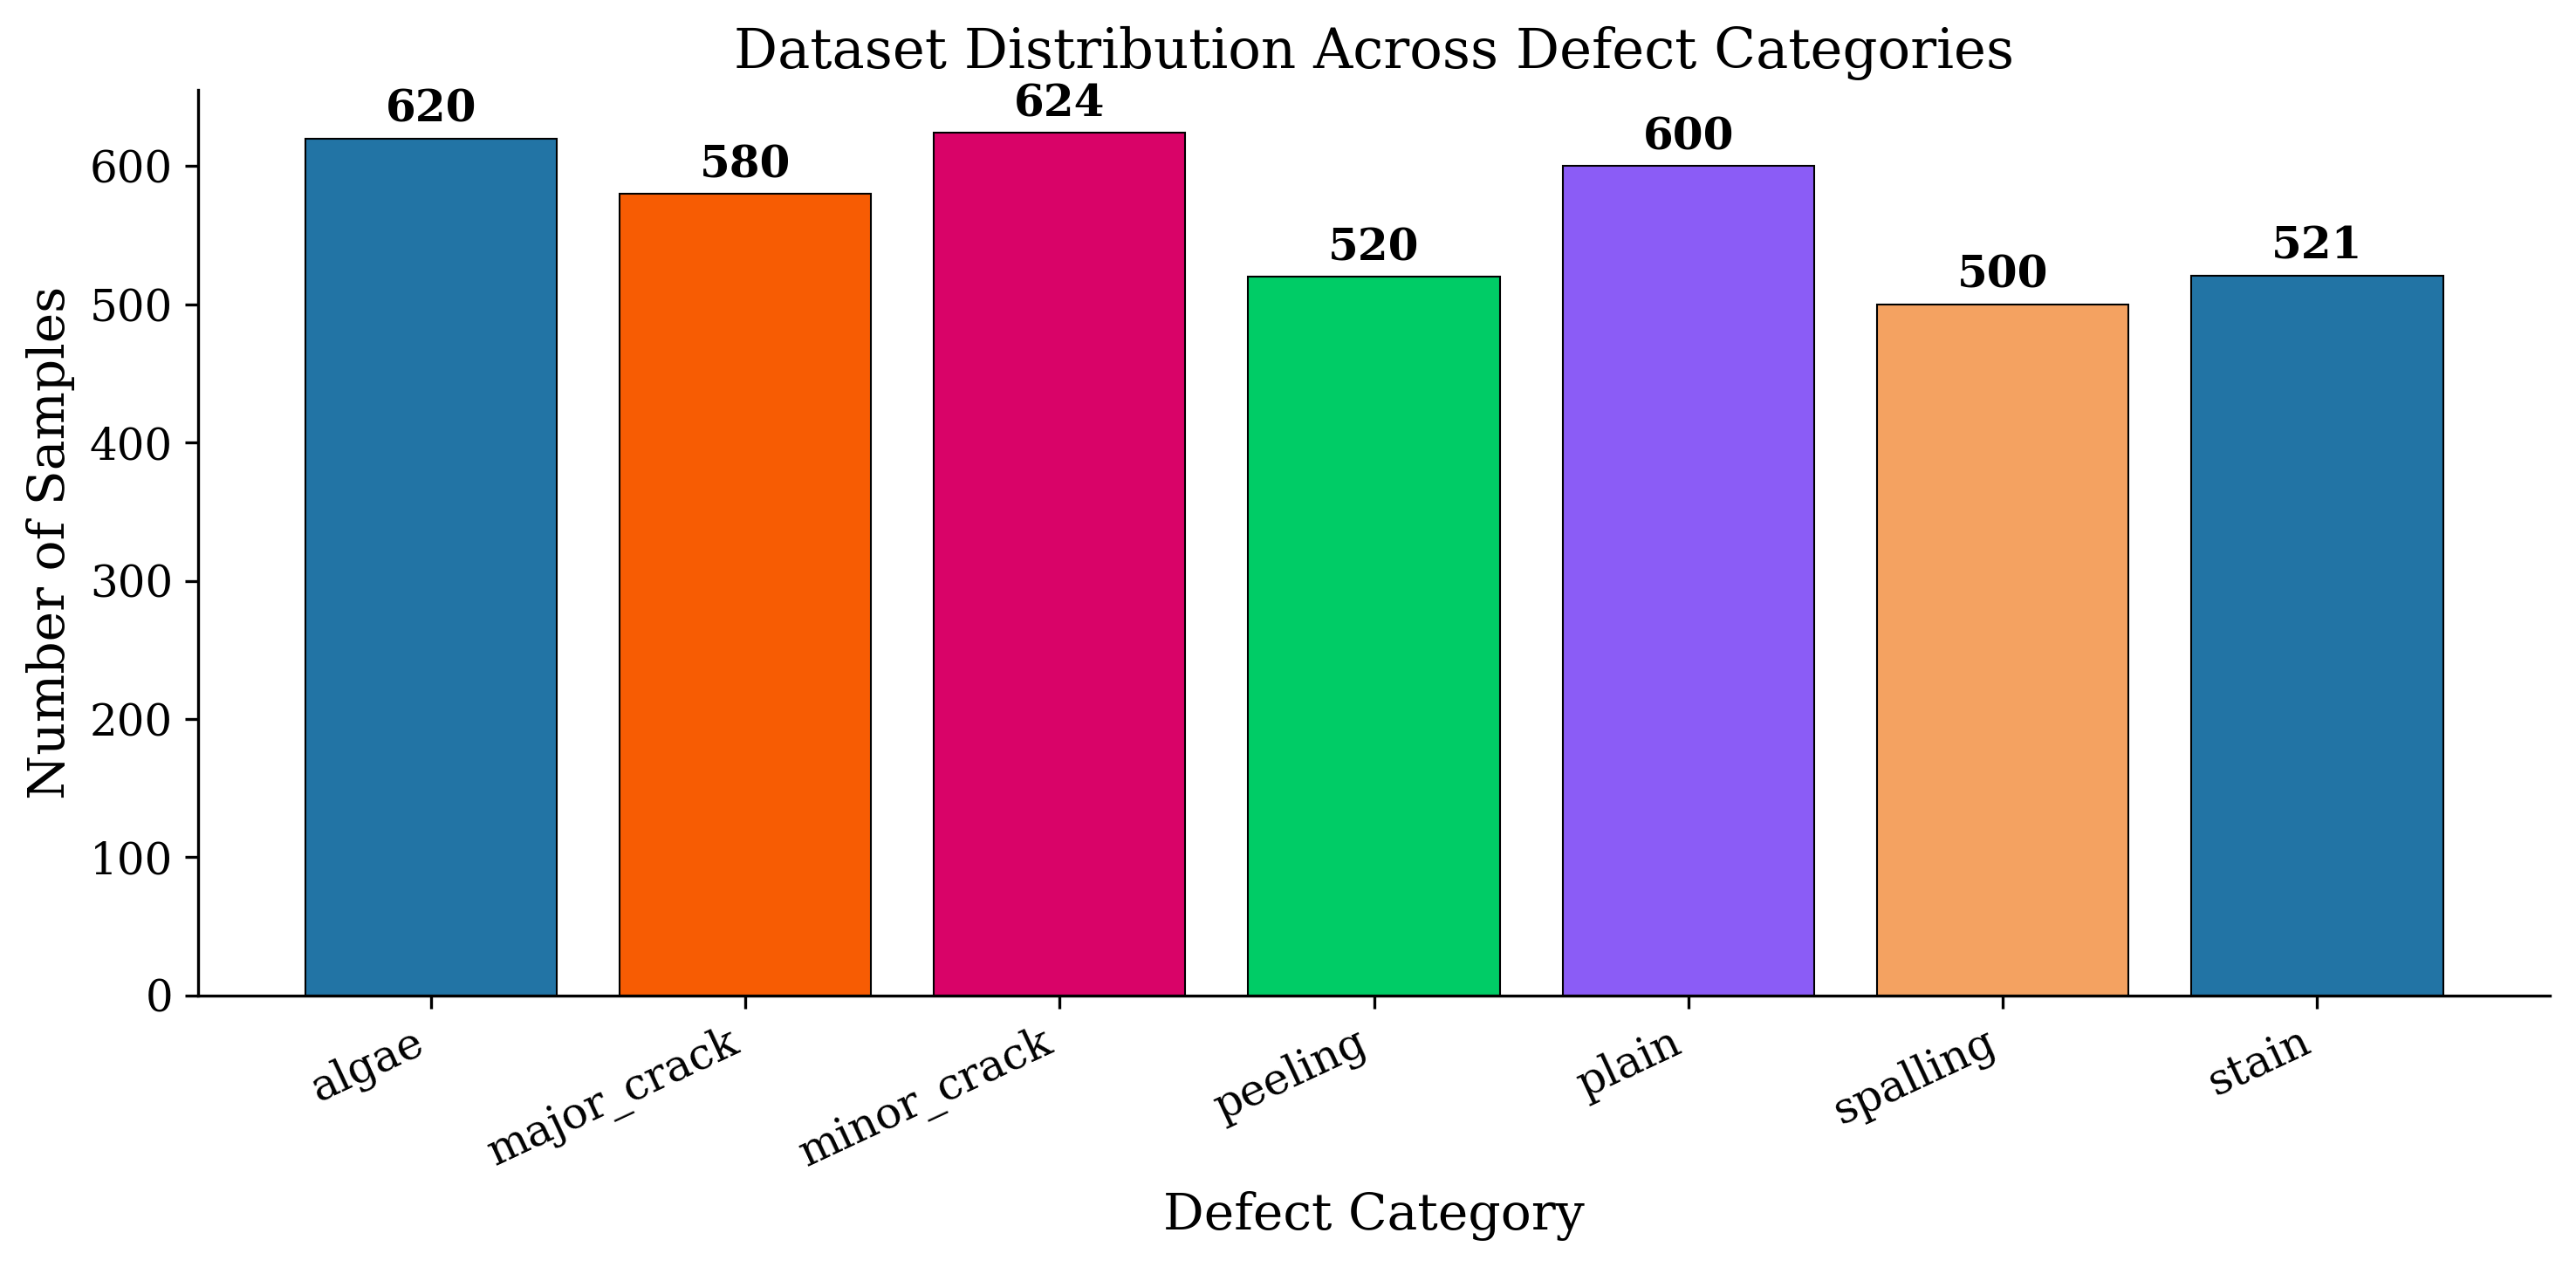 Dataset Distribution Across Defect Categories
620
580
624
520
600
500
521
Number of Samples
600
500
400
300
200
100
0
algae
major_crack
minor_crack
peeling
plain
spalling
stain
Defect Category